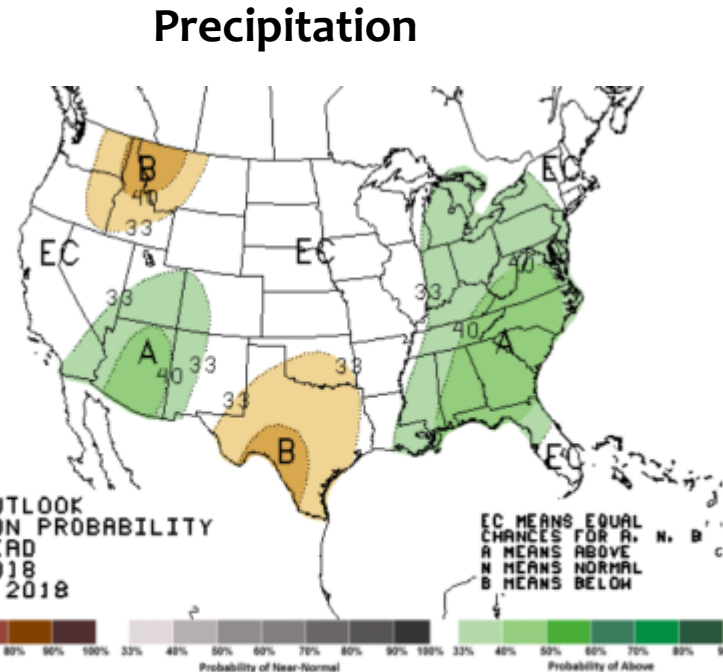 Precipitation
B
EC
40
33
EC
EC
40
33
33
40
A
A
40
33
33
33
B
EC
UTLOOK
ON PROBABILITY
EAD
018
2018
EC MEANS EQUAL
CHANCES FOR A, N, B
A MEANS ABOVE
N MEANS NORMAL
B MEANS BELOW
80% 90% 100% 33% 40% 50% 60% 70% 80% 90% 100% 33% 40% 50% 60% 70% 80%
Probability of Near-Normal
Probability of Above